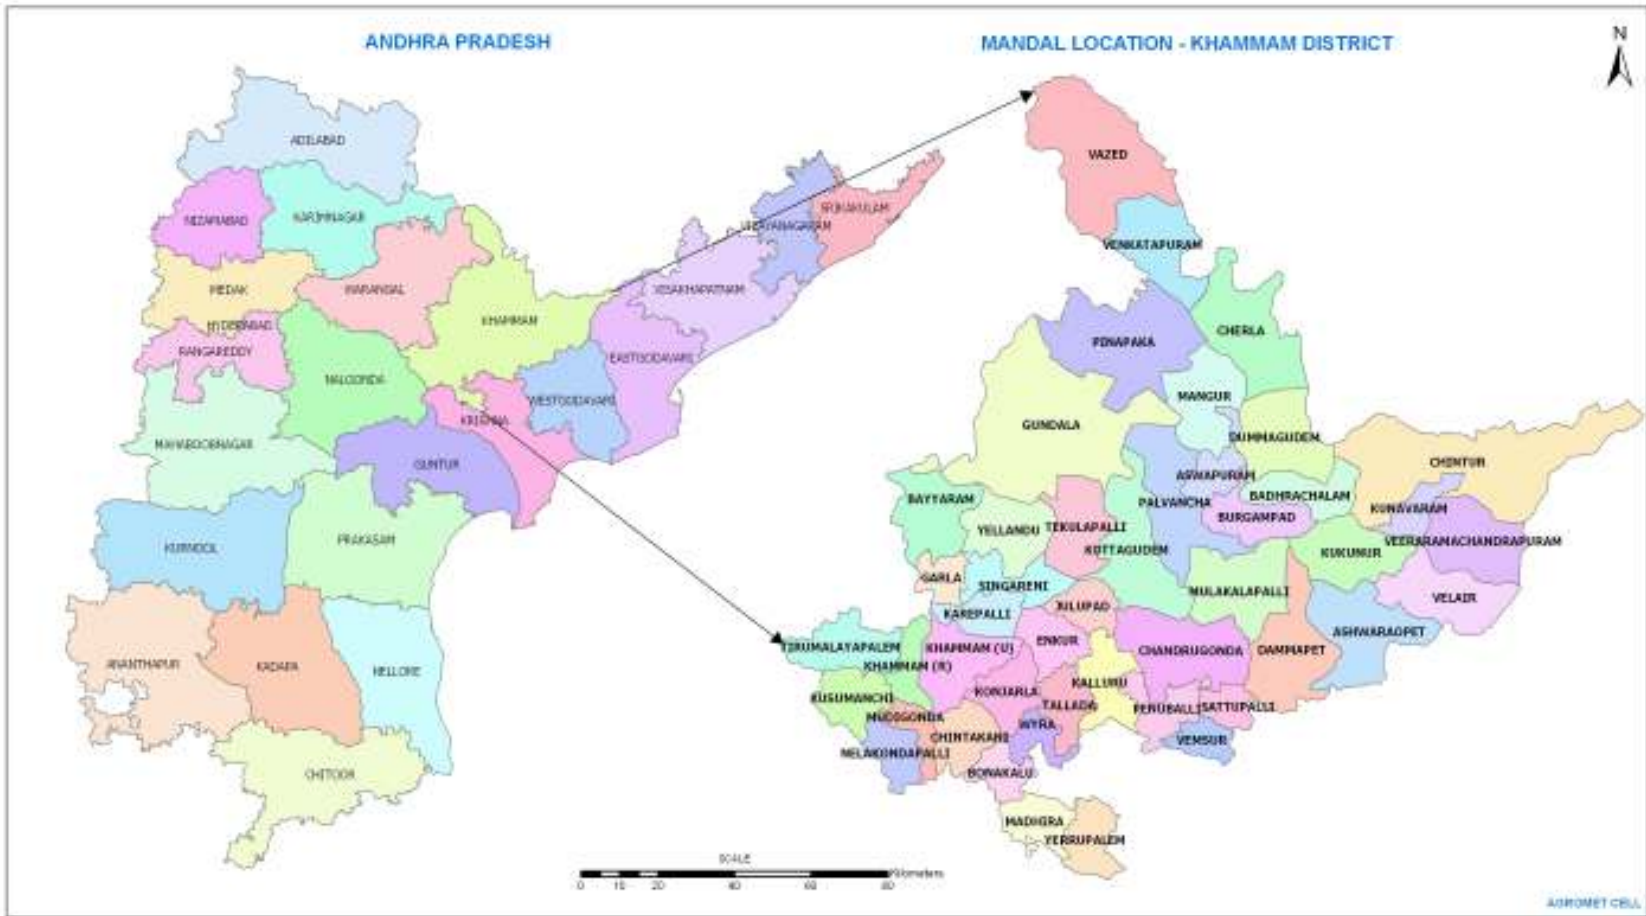 ANDHRA PRADESH
MANDAL LOCATION - KHAMMAM DISTRICT
N
ADILABAD
NIZAMABAD
KARIMNAGAR
MEDAK
WARANGAL
HYDERABAD
RANGAREDDY
KHAMMAM
NALGONDA
MAHABOOBNAGAR
KRISHNA
GUNTUR
WESTGODAVARI
EASTGODAVARI
VISAKHAPATNAM
VIZAYANAGARAM
SRIKAKULAM
KURNOOL
PRAKASAM
ANANTHAPUR
KADAPA
NELLORE
CHITOOR
VAZED
VENKATAPURAM
CHERLA
PINAPAKA
MANGUR
GUNDALA
DUMMAGUDEM
CHINTUR
ASWAPURAM
BAYYARAM
PALVANCHA
BADHRACHALAM
KUNAVARAM
BURGAMPAD
YELLANDU
TEKULAPALLI
KOTTAGUDEM
KUKUNUR
VEERARAMACHANDRAPURAM
GARLA
SINGARENI
MULAKALAPALLI
VELAIR
KAREPALLI
JULUPAD
ASHWARAOPET
TIRUMALAYAPALEM
KHAMMAM (U)
ENKUR
CHANDRUGONDA
DAMMAPET
KHAMMAM (R)
KALLURU
KUSUMANCHI
KONJARLA
TALLADA
PENUBALLI
SATTUPALLI
MUDIGONDA
WYRA
CHINTAKANI
VEMSUR
NELAKONDAPALLI
BONAKALU
MADHIRA
YERRUPALEM
SCALE
Kilometers
0 10 20 40 60 80
AGROMET CELL